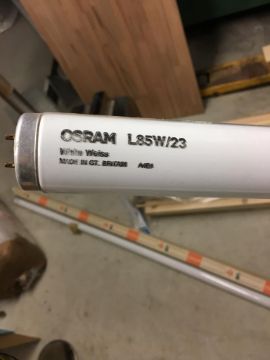 OSRAM L85W/23
White Weiss
MADE IN GT. BRITAIN